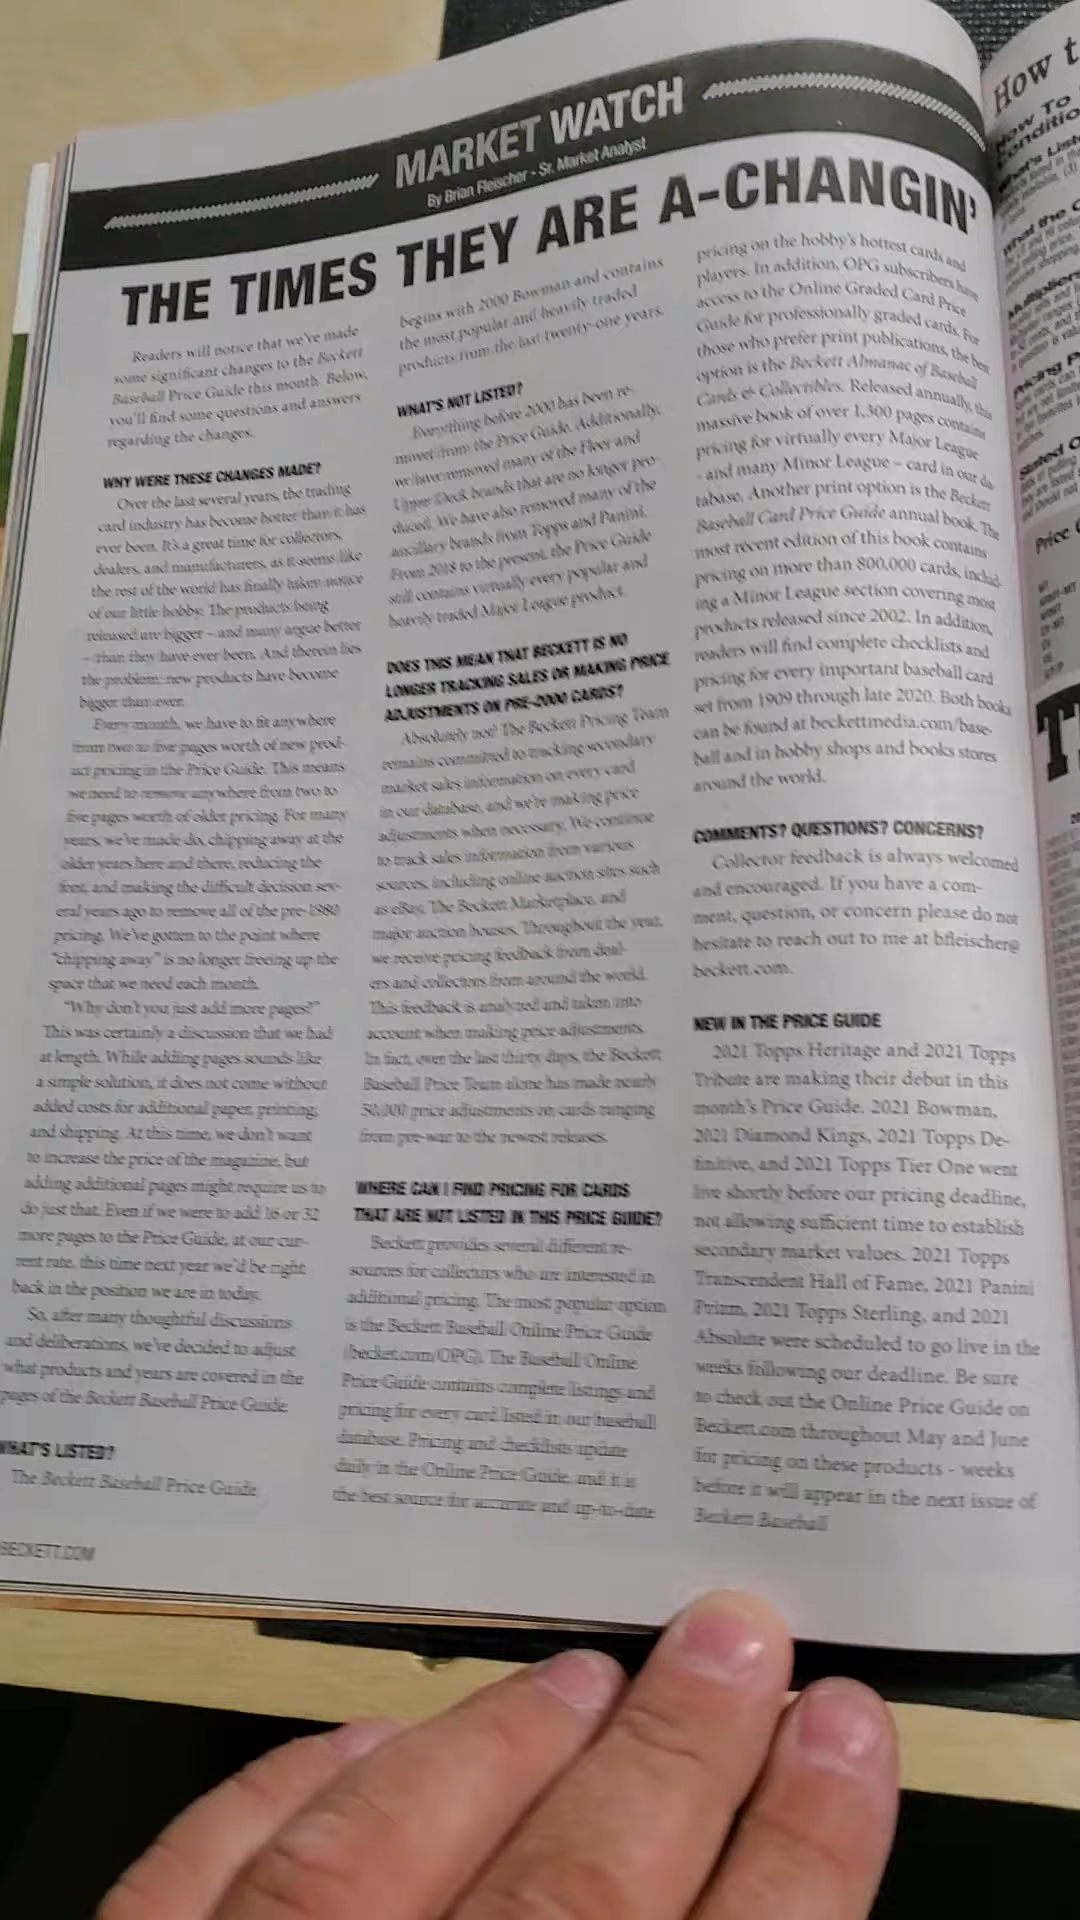 MARKET WATCH
By Brian Fleischer - Sr. Market Analyst
THE TIMES THEY ARE A-CHANGIN'
Readers will notice that we've made
some significant changes to the Beckett
Baseball Price Guide this month. Below,
you'll find some questions and answers
regarding the changes.
WHY WERE THESE CHANGES MADE?
Over the last several years, the trading
card industry has become hotter than it has
ever been. It's a great time for collectors,
dealers, and manufacturers, as it seems like
the rest of the world has finally taken notice
of our little hobby. The products being
released are bigger – and many argue better
– than they have ever been. And therein lies
the problem: new products have become
bigger than ever.
Every month, we have to fit anywhere
from two to five pages worth of new prod-
uct pricing in the Price Guide. This means
we need to remove anywhere from two to
five pages worth of older pricing. For many
years, we've made do, chipping away at the
older years here and there, reducing the
font, and making the difficult decision sev-
eral years ago to remove all of the pre-1980
pricing. We've gotten to the point where
"chipping away" is no longer freeing up the
space that we need each month.
"Why don't you just add more pages?"
This was certainly a discussion that we had
at length. While adding pages sounds like
a simple solution, it does not come without
added costs for additional paper, printing,
and shipping. At this time, we don't want
to increase the price of the magazine, but
adding additional pages might require us to
do just that. Even if we were to add 16 or 32
more pages to the Price Guide, at our cur-
rent rate, this time next year we'd be right
back in the position we are in today.
So, after many thoughtful discussions
and deliberations, we've decided to adjust
what products and years are covered in the
pages of the Beckett Baseball Price Guide.
WHAT'S LISTED?
The Beckett Baseball Price Guide
BECKETT.COM
begins with 2000 Bowman and contains
the most popular and heavily traded
products from the last twenty-one years.
WHAT'S NOT LISTED?
Everything before 2000 has been re-
moved from the Price Guide. Additionally,
we have removed many of the Fleer and
Upper Deck brands that are no longer pro-
duced. We have also removed many of the
ancillary brands from Topps and Panini.
From 2018 to the present, the Price Guide
still contains virtually every popular and
heavily traded Major League product.
DOES THIS MEAN THAT BECKETT IS NO
LONGER TRACKING SALES OR MAKING PRICE
ADJUSTMENTS ON PRE-2000 CARDS?
Absolutely not! The Beckett Pricing Team
remains committed to tracking secondary
market sales information on every card
in our database, and we're making price
adjustments when necessary. We continue
to track sales information from various
sources, including online auction sites such
as eBay, The Beckett Marketplace, and
major auction houses. Throughout the year,
we receive pricing feedback from deal-
ers and collectors from around the world.
This feedback is analyzed and taken into
account when making price adjustments.
In fact, over the last thirty days, the Beckett
Baseball Price Team alone has made nearly
50,000 price adjustments on cards ranging
from pre-war to the newest releases.
WHERE CAN I FIND PRICING FOR CARDS
THAT ARE NOT LISTED IN THIS PRICE GUIDE?
Beckett provides several different re-
sources for collectors who are interested in
additional pricing. The most popular option
is the Beckett Baseball Online Price Guide
(beckett.com/OPG). The Baseball Online
Price Guide contains complete listings and
pricing for every card listed in our baseball
database. Pricing and checklists update
daily in the Online Price Guide, and it is
the best source for accurate and up-to-date
pricing on the hobby's hottest cards and
players. In addition, OPG subscribers have
access to the Online Graded Card Price
Guide for professionally graded cards. For
those who prefer print publications, the best
option is the Beckett Almanac of Baseball
Cards & Collectibles. Released annually, this
massive book of over 1,300 pages contains
pricing for virtually every Major League
- and many Minor League – card in our da-
tabase. Another print option is the Beckett
Baseball Card Price Guide annual book. The
most recent edition of this book contains
pricing on more than 800,000 cards, includ-
ing a Minor League section covering most
products released since 2002. In addition,
readers will find complete checklists and
pricing for every important baseball card
set from 1909 through late 2020. Both books
can be found at beckettmedia.com/base-
ball and in hobby shops and books stores
around the world.
COMMENTS? QUESTIONS? CONCERNS?
Collector feedback is always welcomed
and encouraged. If you have a com-
ment, question, or concern please do not
hesitate to reach out to me at bfleischer@
beckett.com.
NEW IN THE PRICE GUIDE
2021 Topps Heritage and 2021 Topps
Tribute are making their debut in this
month's Price Guide. 2021 Bowman,
2021 Diamond Kings, 2021 Topps De-
finitive, and 2021 Topps Tier One went
live shortly before our pricing deadline,
not allowing sufficient time to establish
secondary market values. 2021 Topps
Transcendent Hall of Fame, 2021 Panini
Prizm, 2021 Topps Sterling, and 2021
Absolute were scheduled to go live in the
weeks following our deadline. Be sure
to check out the Online Price Guide on
Beckett.com throughout May and June
for pricing on these products - weeks
before it will appear in the next issue of
Beckett Baseball
How t
How To
Conditio
What's List
Pricing P
Price